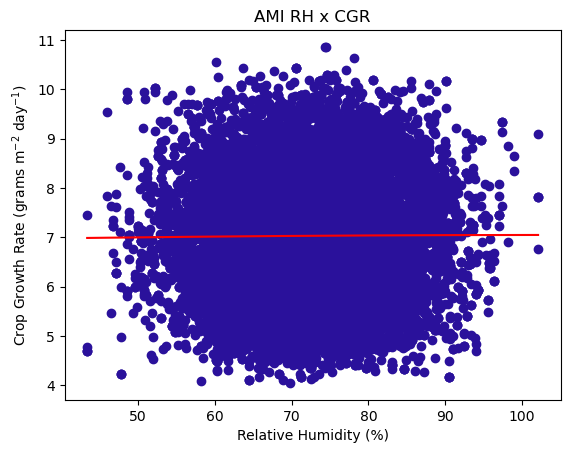 AMI RH x CGR
11
10
9
8
7
6
5
4
Crop Growth Rate (grams m⁻² day⁻¹)
50 60 70 80 90 100
Relative Humidity (%)